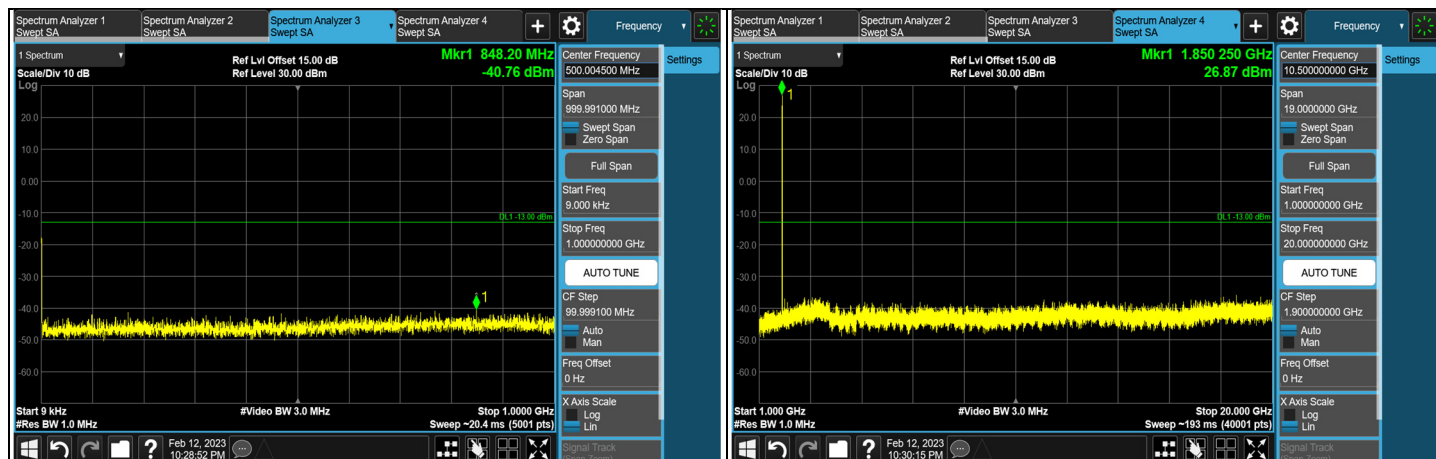 Spectrum Analyzer 1
Swept SA
Spectrum Analyzer 2
Swept SA
Spectrum Analyzer 3
Swept SA
Spectrum Analyzer 4
Swept SA
+
Frequency
1 Spectrum
Ref Lvl Offset 15.00 dB
Mkr1 848.20 MHz
Scale/Div 10 dB
Ref Level 30.00 dBm
-40.76 dBm
Log
1
20.0
10.0
0.00
-10.0
DL1 -13.00 dBm
-20.0
-30.0
-40.0
-50.0
-60.0
Start 9 kHz
#Video BW 3.0 MHz
Stop 1.0000 GHz
#Res BW 1.0 MHz
Sweep ~20.4 ms (5001 pts)
Center Frequency
500.004500 MHz
Settings
Span
999.991000 MHz
Swept Span
Zero Span
Full Span
Start Freq
9.000 kHz
Stop Freq
1.000000000 GHz
AUTO TUNE
CF Step
99.999100 MHz
Auto
Man
Freq Offset
0 Hz
X Axis Scale
Log
Lin
Signal Track
(Span Zoom)
?
Feb 12, 2023
10:28:52 PM
Spectrum Analyzer 1
Swept SA
Spectrum Analyzer 2
Swept SA
Spectrum Analyzer 3
Swept SA
Spectrum Analyzer 4
Swept SA
+
Frequency
1 Spectrum
Ref Lvl Offset 15.00 dB
Mkr1 1.850 250 GHz
Scale/Div 10 dB
Ref Level 30.00 dBm
26.87 dBm
Log
1
20.0
10.0
0.00
-10.0
DL1 -13.00 dBm
-20.0
-30.0
-40.0
-50.0
-60.0
Start 1.000 GHz
#Video BW 3.0 MHz
Stop 20.000 GHz
#Res BW 1.0 MHz
Sweep ~193 ms (40001 pts)
Center Frequency
10.500000000 GHz
Settings
Span
19.0000000 GHz
Swept Span
Zero Span
Full Span
Start Freq
1.000000000 GHz
Stop Freq
20.000000000 GHz
AUTO TUNE
CF Step
1.900000000 GHz
Auto
Man
Freq Offset
0 Hz
X Axis Scale
Log
Lin
Signal Track
(Span Zoom)
?
Feb 12, 2023
10:30:15 PM